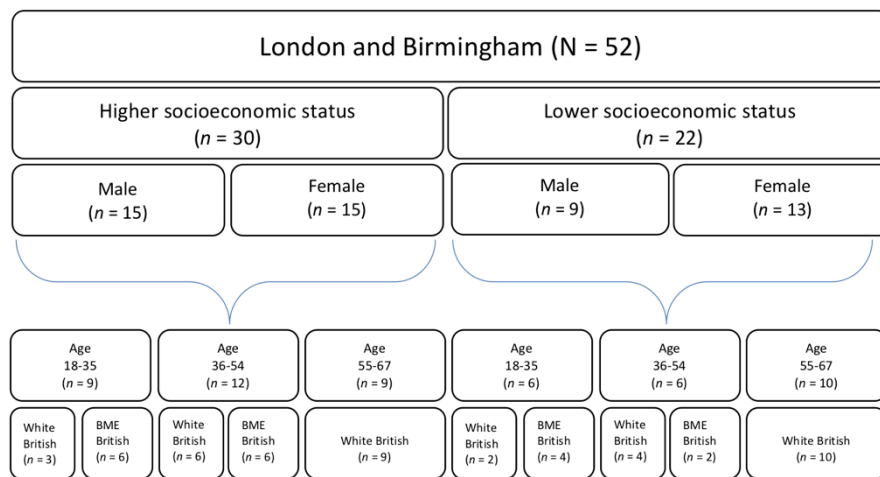 London and Birmingham (N = 52)
Higher socioeconomic status
(n = 30)
Lower socioeconomic status
(n = 22)
Male
(n = 15)
Female
(n = 15)
Male
(n = 9)
Female
(n = 13)
Age
18-35
(n = 9)
Age
36-54
(n = 12)
Age
55-67
(n = 9)
Age
18-35
(n = 6)
Age
36-54
(n = 6)
Age
55-67
(n = 10)
White
British
(n = 3)
BME
British
(n = 6)
White
British
(n = 6)
BME
British
(n = 6)
White British
(n = 9)
White
British
(n = 2)
BME
British
(n = 4)
White
British
(n = 4)
BME
British
(n = 2)
White British
(n = 10)